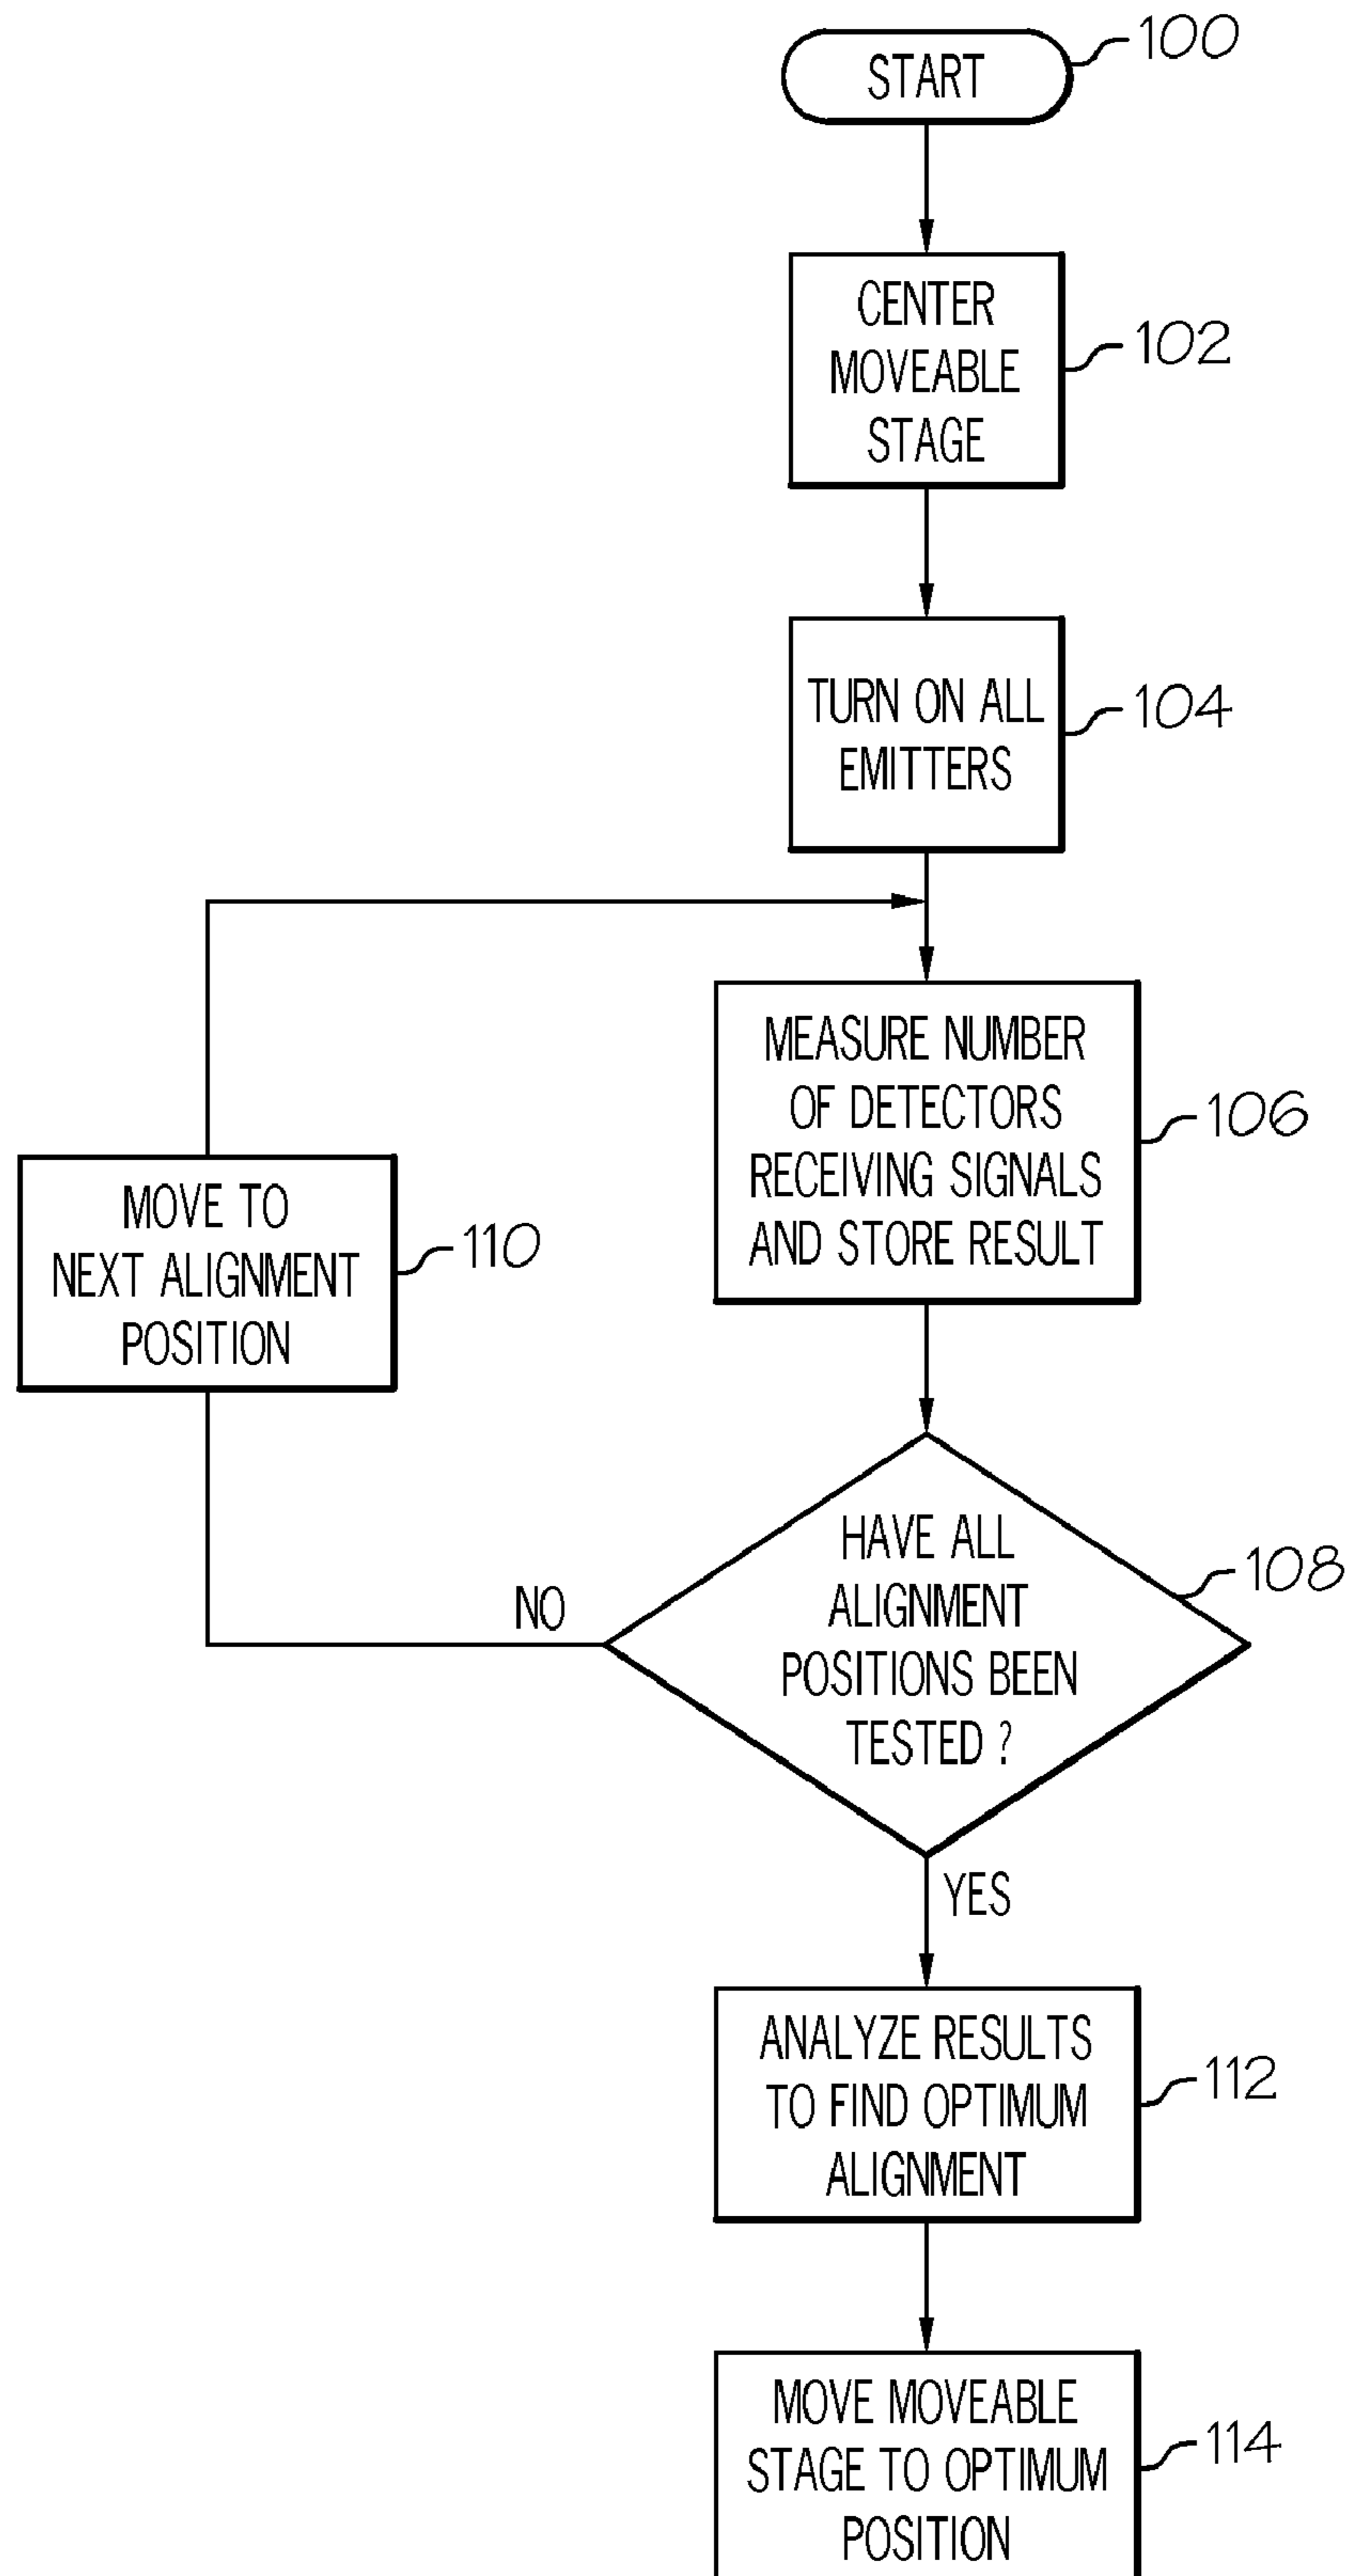 START
100
CENTER
MOVEABLE
STAGE
102
TURN ON ALL
EMITTERS
104
MEASURE NUMBER
OF DETECTORS
RECEIVING SIGNALS
AND STORE RESULT
106
MOVE TO
NEXT ALIGNMENT
POSITION
110
HAVE ALL
ALIGNMENT
POSITIONS BEEN
TESTED ?
108
NO
YES
ANALYZE RESULTS
TO FIND OPTIMUM
ALIGNMENT
112
MOVE MOVEABLE
STAGE TO OPTIMUM
POSITION
114